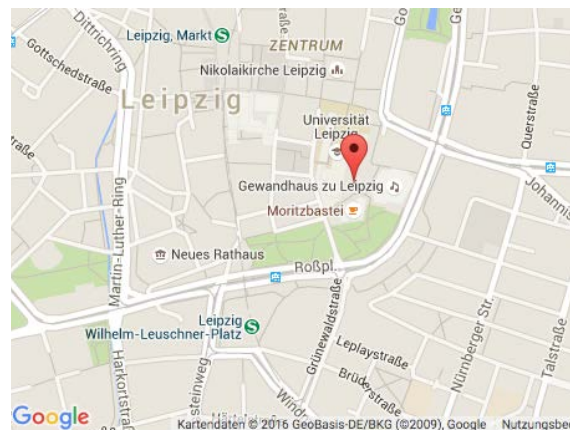 Leipzig, Markt
Dittrichring
Gottschedstraße
ZENTRUM
Nikolaikirche Leipzig
Leipzig
Universität
Leipzig
Querstraße
Gewandhaus zu Leipzig
Moritzbastei
Martin-Luther-Ring
Neues Rathaus
Roßpl.
Leipzig
Wilhelm-Leuschner-Platz
Grünewaldstraße
Nürnberger Str.
Leplaystraße
Talstraße
Brüderstraße
Google
Kartendaten © 2016 GeoBasis-DE/BKG (©2009), Google
Nutzungsbe